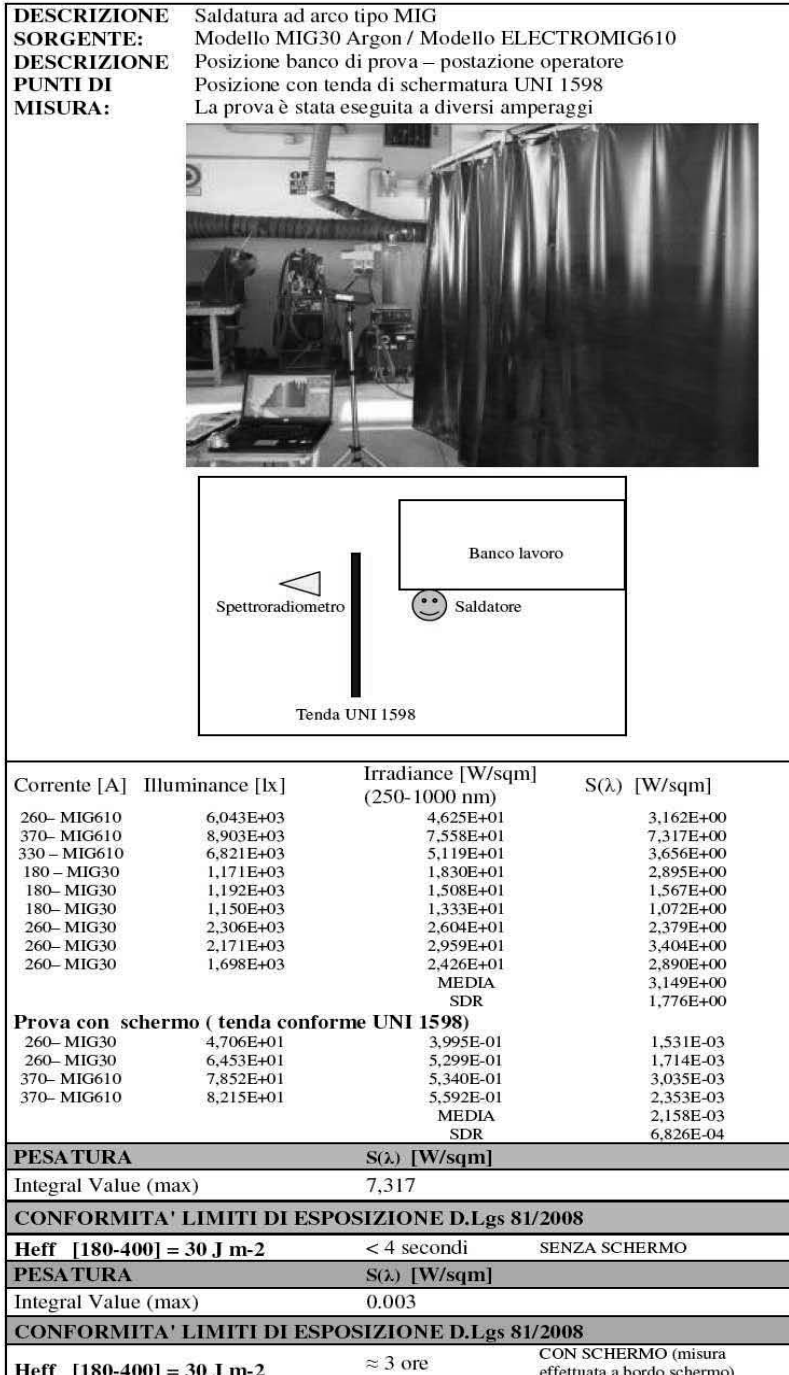 DESCRIZIONE Saldatura ad arco tipo MIG
SORGENTE: Modello MIG30 Argon / Modello ELECTROMIG610
DESCRIZIONE Posizione banco di prova – postazione operatore
PUNTI DI Posizione con tenda di schermatura UNI 1598
MISURA: La prova è stata eseguita a diversi amperaggi
Banco lavoro
Spettroradiometro
Saldatore
Tenda UNI 1598
Corrente [A] Illuminance [lx] Irradiance [W/sqm] (250-1000 nm) S(λ) [W/sqm]
260– MIG610 6,043E+03 4,625E+01 3,162E+00
370– MIG610 8,903E+03 7,558E+01 7,317E+00
330 – MIG610 6,821E+03 5,119E+01 3,656E+00
180 – MIG30 1,171E+03 1,830E+01 2,895E+00
180– MIG30 1,192E+03 1,508E+01 1,567E+00
180– MIG30 1,150E+03 1,333E+01 1,072E+00
260– MIG30 2,306E+03 2,604E+01 2,379E+00
260– MIG30 2,171E+03 2,959E+01 3,404E+00
260– MIG30 1,698E+03 2,426E+01 2,890E+00
MEDIA 3,149E+00
SDR 1,776E+00
Prova con schermo ( tenda conforme UNI 1598)
260– MIG30 4,706E+01 3,995E-01 1,531E-03
260– MIG30 6,453E+01 5,299E-01 1,714E-03
370– MIG610 7,852E+01 5,340E-01 3,035E-03
370– MIG610 8,215E+01 5,592E-01 2,353E-03
MEDIA 2,158E-03
SDR 6,826E-04
PESATURA S(λ) [W/sqm]
Integral Value (max) 7,317
CONFORMITA' LIMITI DI ESPOSIZIONE D.Lgs 81/2008
Heff [180-400] = 30 J m-2 < 4 secondi SENZA SCHERMO
PESATURA S(λ) [W/sqm]
Integral Value (max) 0.003
CONFORMITA' LIMITI DI ESPOSIZIONE D.Lgs 81/2008
Heff [180-400] = 30 J m-2 ≈ 3 ore CON SCHERMO (misura
effettuata a bordo schermo)